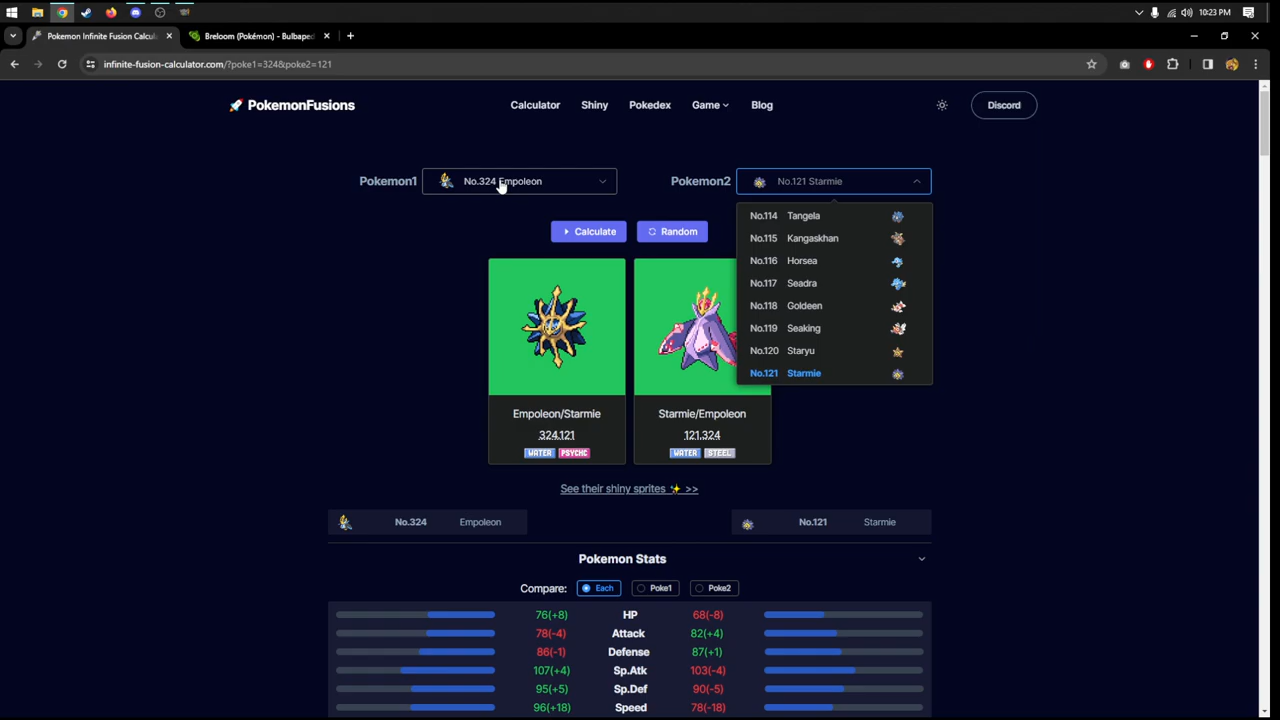 10:23 PM
Pokemon Infinite Fusion Calcula
Breloom (Pokémon) - Bulbaped
infinite-fusion-calculator.com/?poke1=324&poke2=121
PokemonFusions
Calculator
Shiny
Pokedex
Game
Blog
Discord
Pokemon1
No.324 Empoleon
Pokemon2
No.121 Starmie
No.114 Tangela
No.115 Kangaskhan
No.116 Horsea
No.117 Seadra
No.118 Goldeen
No.119 Seaking
No.120 Staryu
No.121 Starmie
Calculate
Random
Empoleon/Starmie
324.121
WATER PSYCHC
Starmie/Empoleon
121.324
WATER STEEL
See their shiny sprites ✨ >>
No.324 Empoleon
No.121 Starmie
Pokemon Stats
Compare: Each Poke1 Poke2
76(+8) HP 68(-8)
78(-4) Attack 82(+4)
86(-1) Defense 87(+1)
107(+4) Sp.Atk 103(-4)
95(+5) Sp.Def 90(-5)
96(+18) Speed 78(-18)